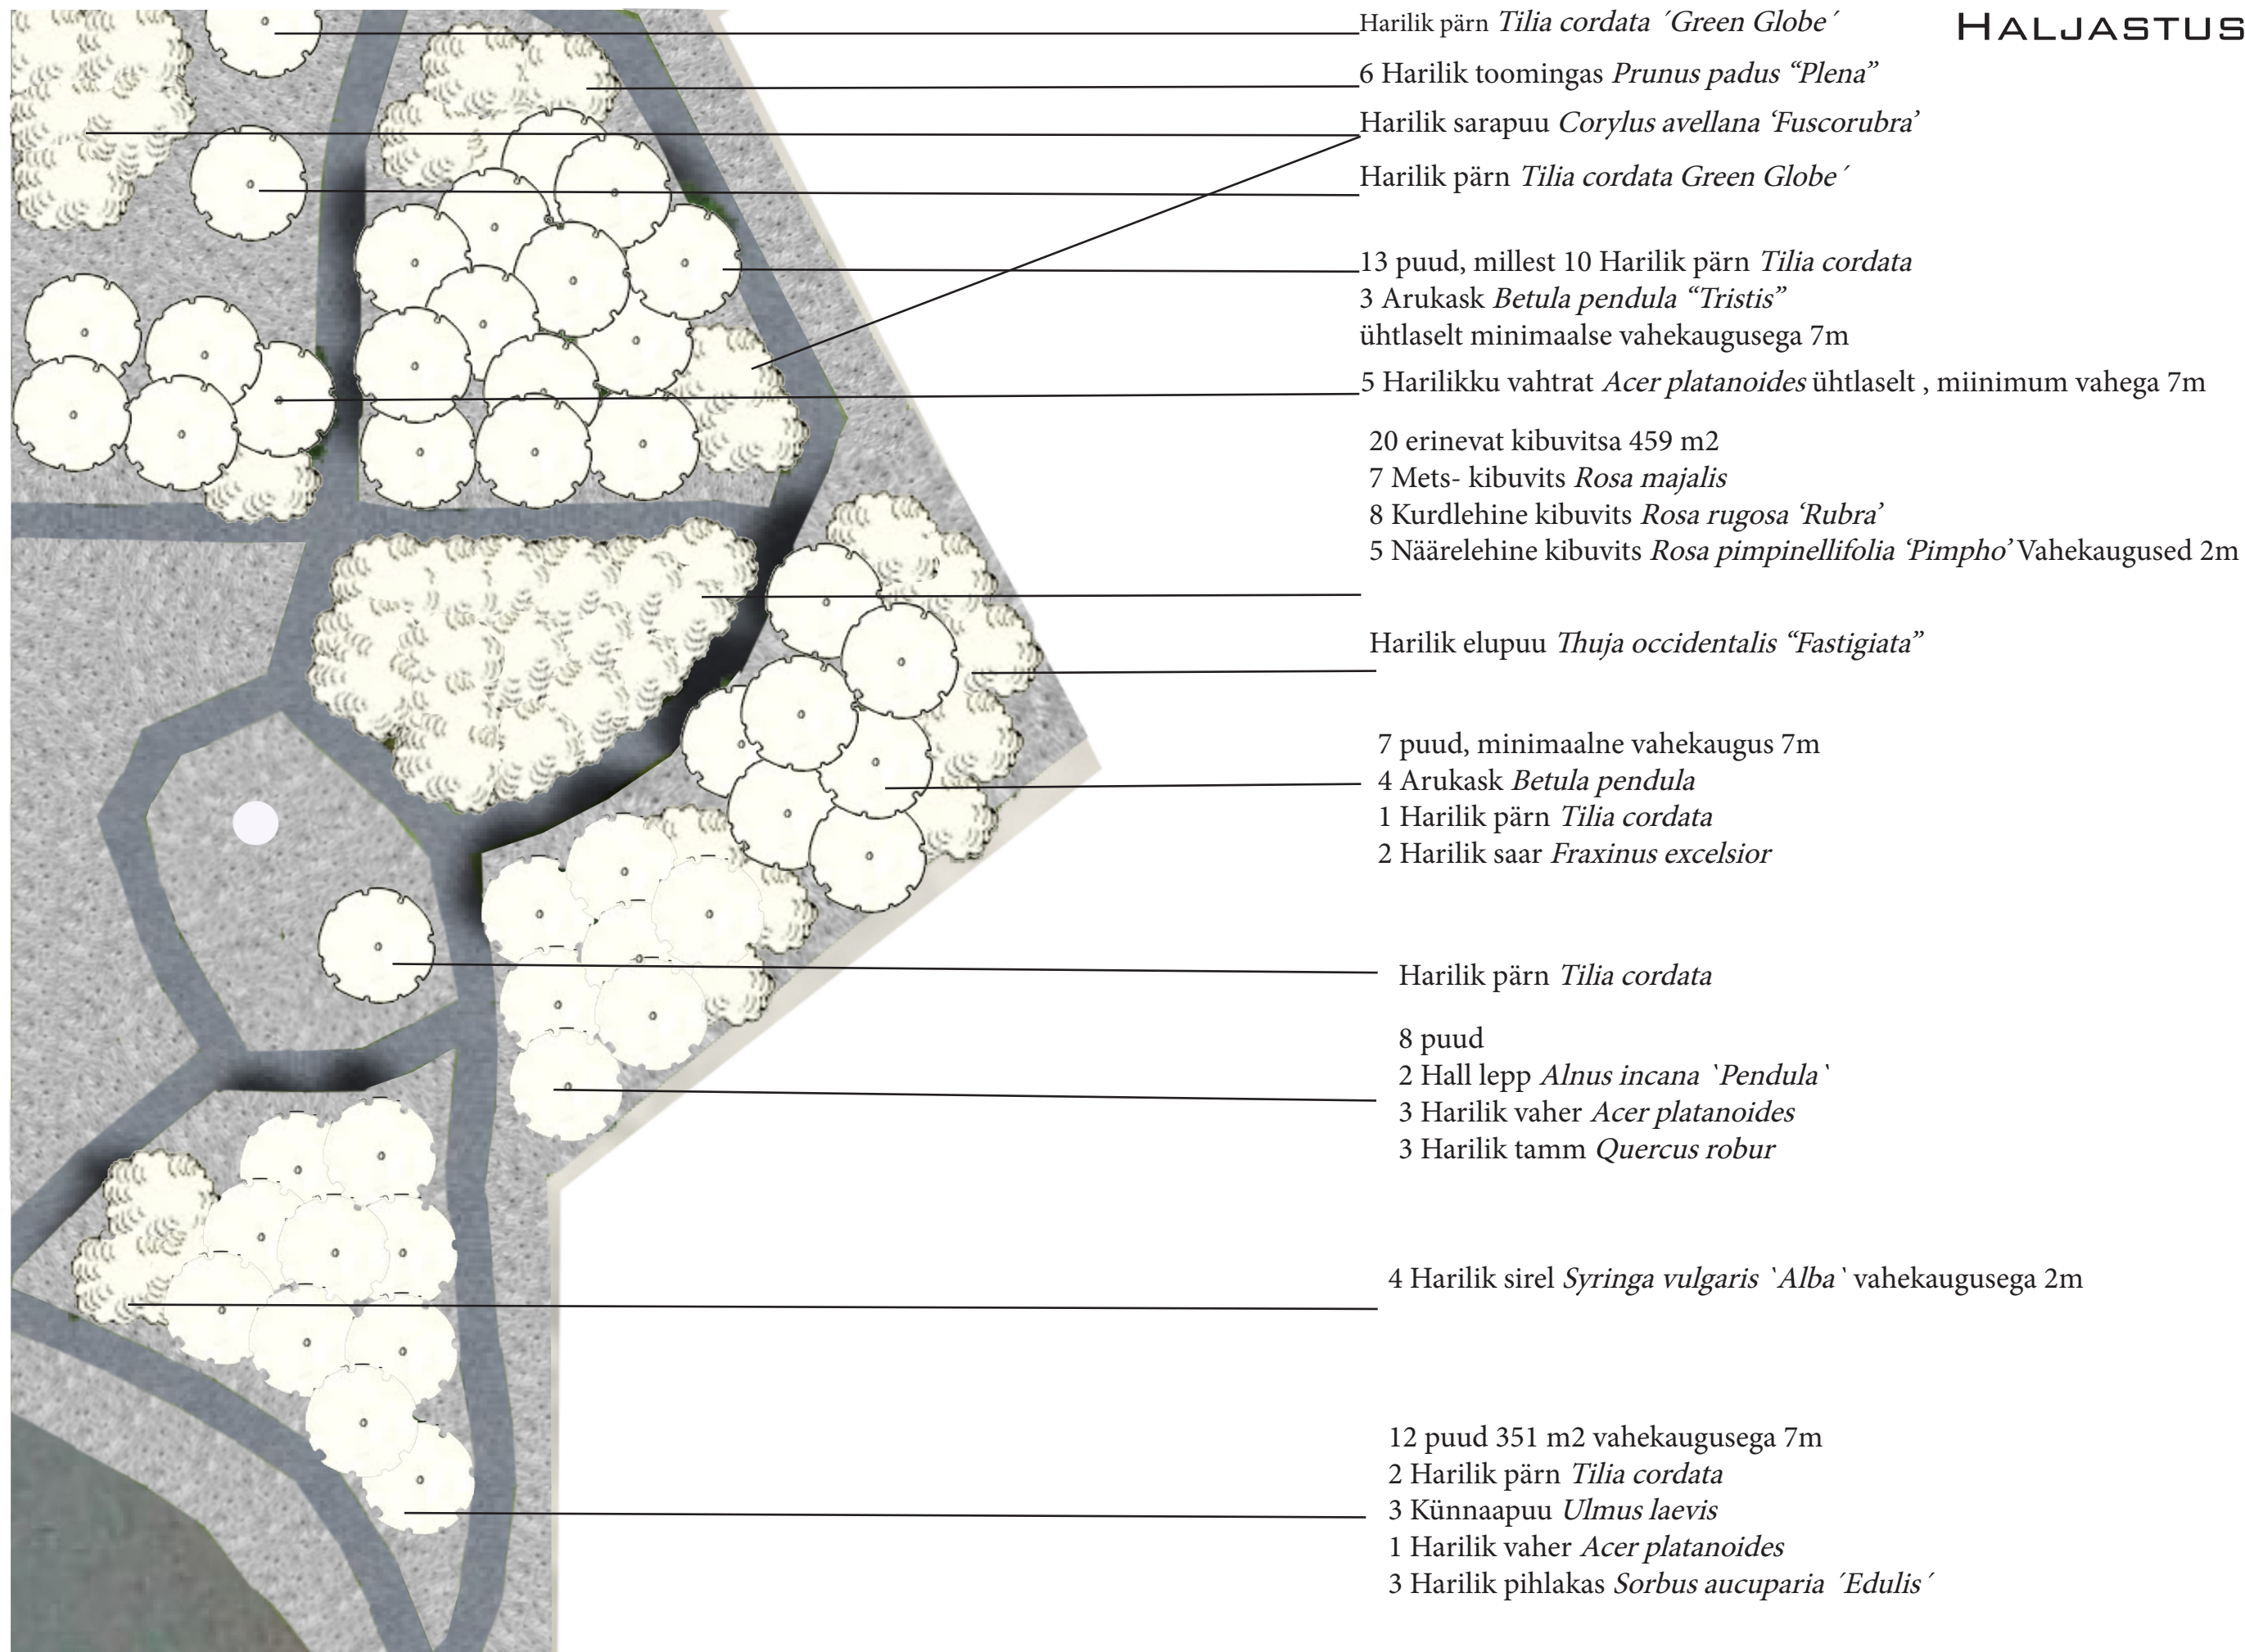 HALJASTUS
Harilik pärn Tilia cordata ´Green Globe´
6 Harilik toomingas Prunus padus “Plena”
Harilik sarapuu Corylus avellana ‘Fuscorubra’
Harilik pärn Tilia cordata Green Globe´
13 puud, millest 10 Harilik pärn Tilia cordata
3 Arukask Betula pendula “Tristis”
ühtlaselt minimaalse vahekaugusega 7m
5 Harilikku vahtrat Acer platanoides ühtlaselt , miinimum vahega 7m
20 erinevat kibuvitsa 459 m2
7 Mets- kibuvits Rosa majalis
8 Kurdlehine kibuvits Rosa rugosa ‘Rubra’
5 Näärelehine kibuvits Rosa pimpinellifolia ‘Pimpho’ Vahekaugused 2m
Harilik elupuu Thuja occidentalis “Fastigiata”
7 puud, minimaalne vahekaugus 7m
4 Arukask Betula pendula
1 Harilik pärn Tilia cordata
2 Harilik saar Fraxinus excelsior
Harilik pärn Tilia cordata
8 puud
2 Hall lepp Alnus incana `Pendula`
3 Harilik vaher Acer platanoides
3 Harilik tamm Quercus robur
4 Harilik sirel Syringa vulgaris `Alba` vahekaugusega 2m
12 puud 351 m2 vahekaugusega 7m
2 Harilik pärn Tilia cordata
3 Künnaapuu Ulmus laevis
1 Harilik vaher Acer platanoides
3 Harilik pihlakas Sorbus aucuparia ´Edulis´